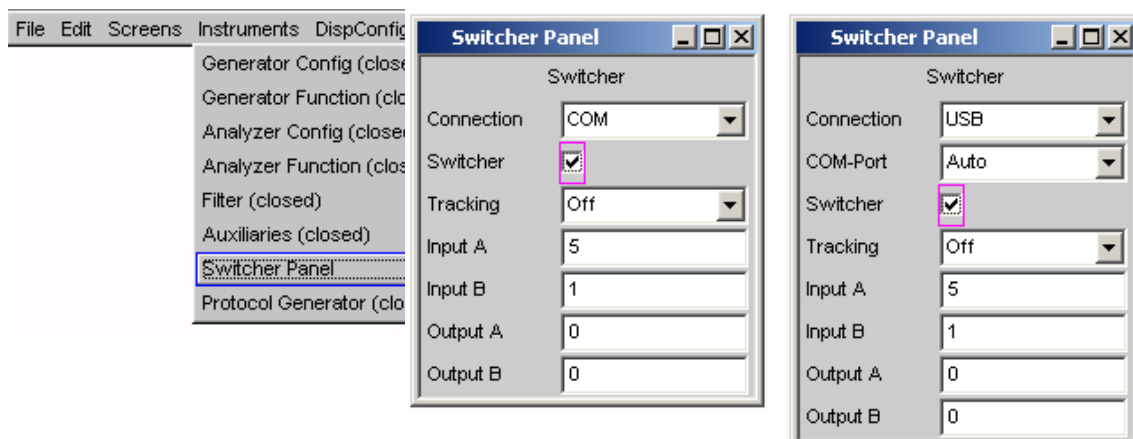 File Edit Screens Instruments DispConfig
Generator Config (close
Generator Function (clo
Analyzer Config (close
Analyzer Function (clos
Filter (closed)
Auxiliaries (closed)
Switcher Panel
Protocol Generator (clo
Switcher Panel
Switcher
Connection COM
Switcher
Tracking Off
Input A 5
Input B 1
Output A 0
Output B 0
Switcher Panel
Switcher
Connection USB
COM-Port Auto
Switcher
Tracking Off
Input A 5
Input B 1
Output A 0
Output B 0